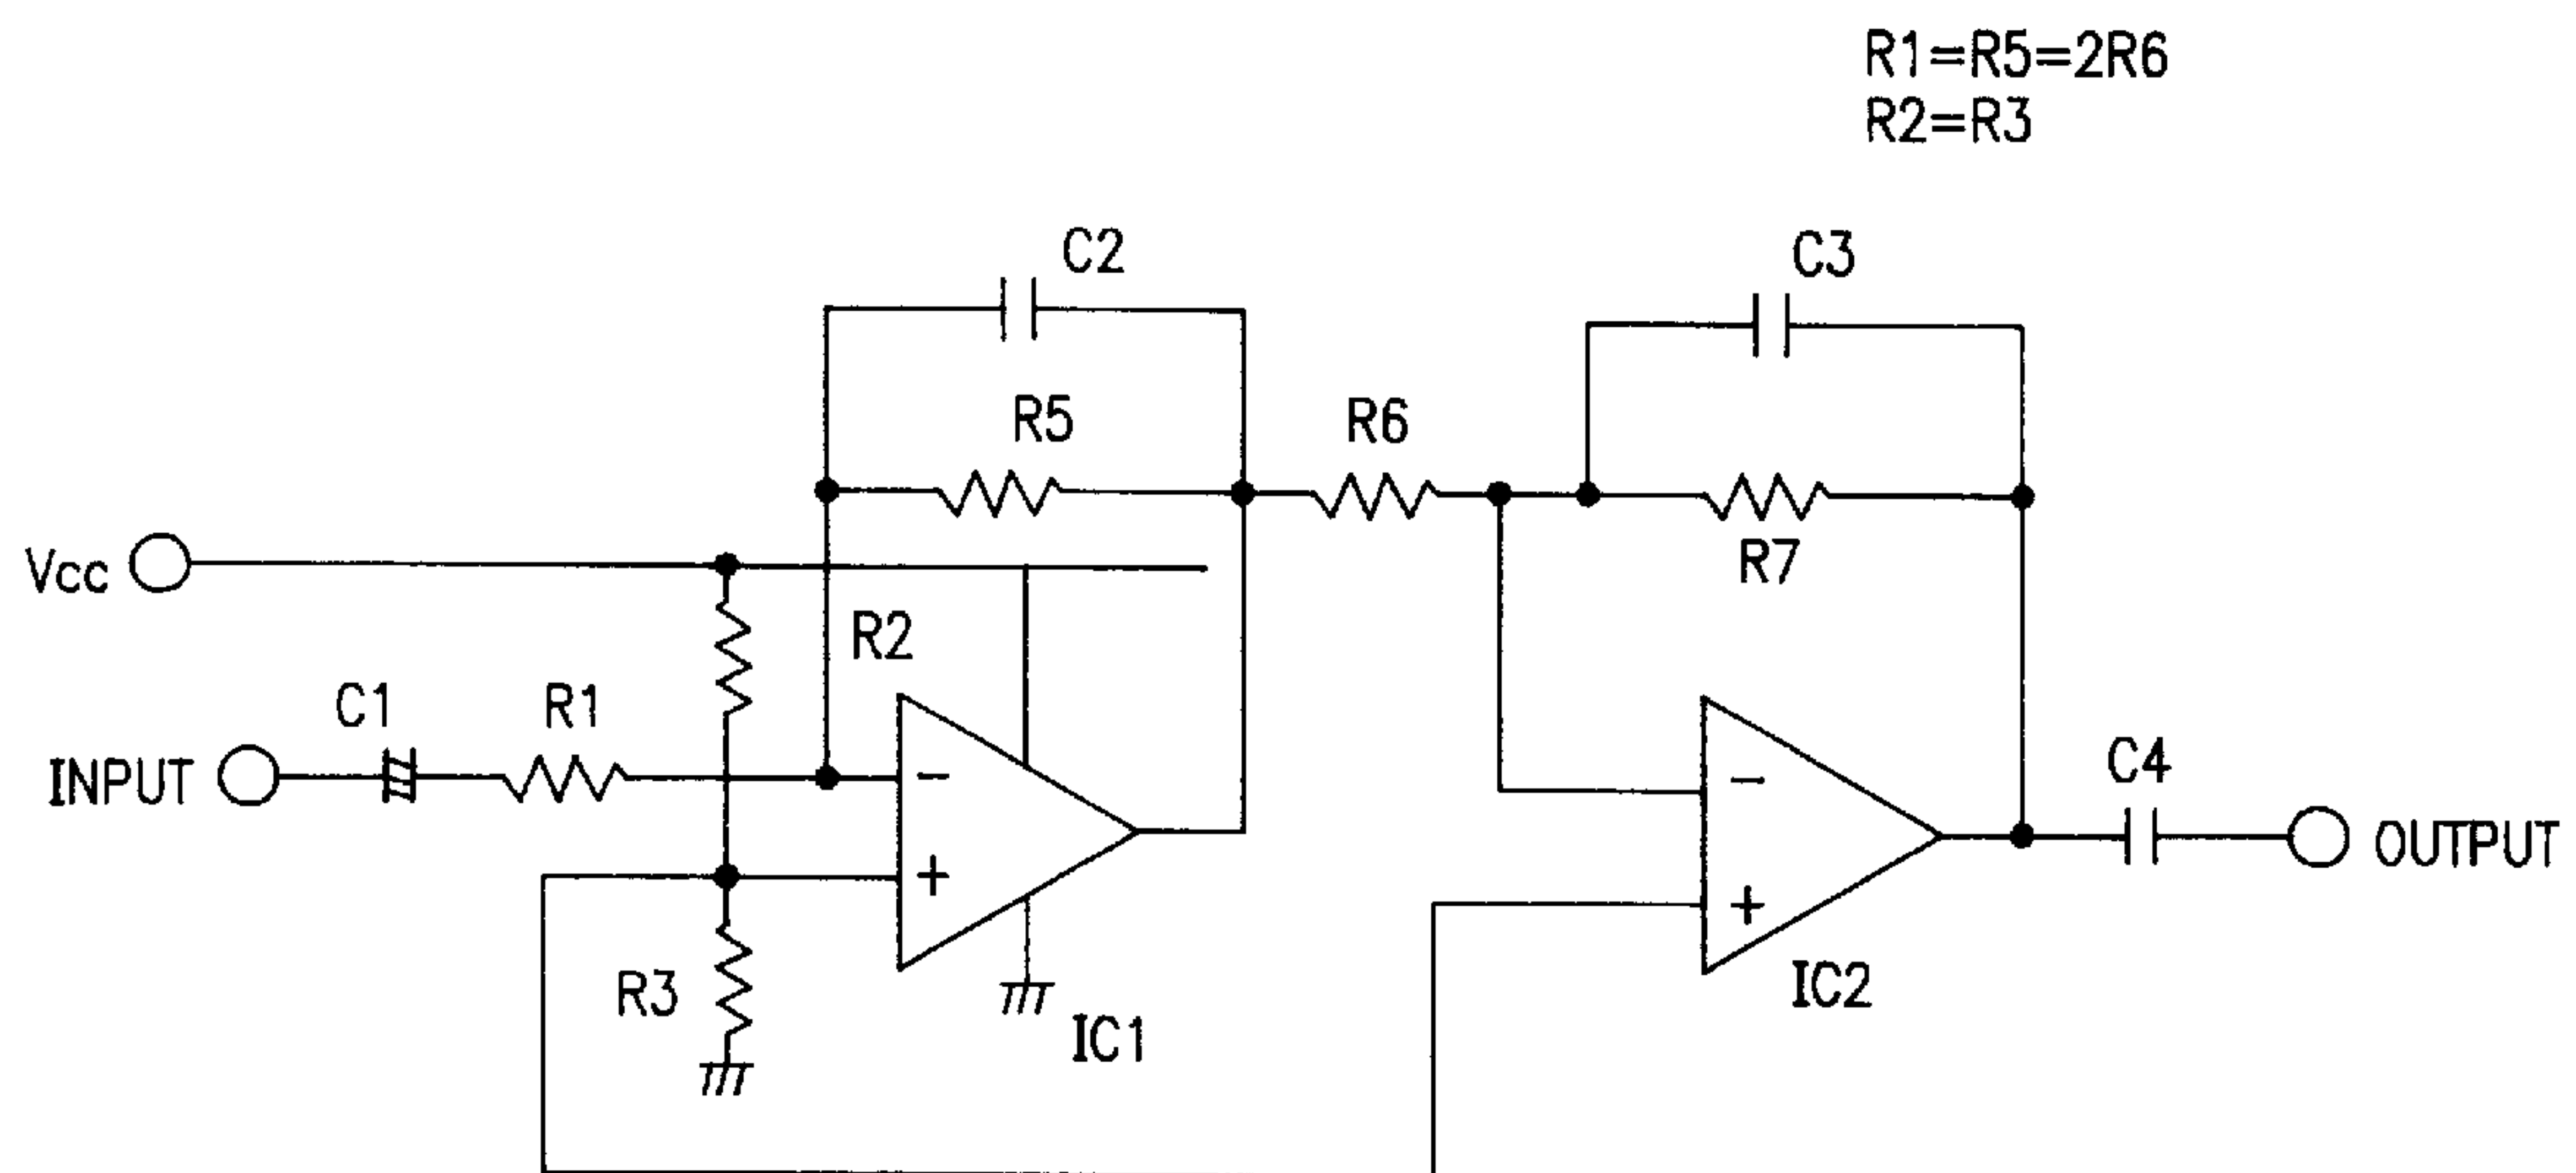 R1=R5=2R6
R2=R3
C2
C3
R5
R6
R7
Vcc
R2
C1
R1
INPUT
-
+
-
+
C4
OUTPUT
R3
IC1
IC2